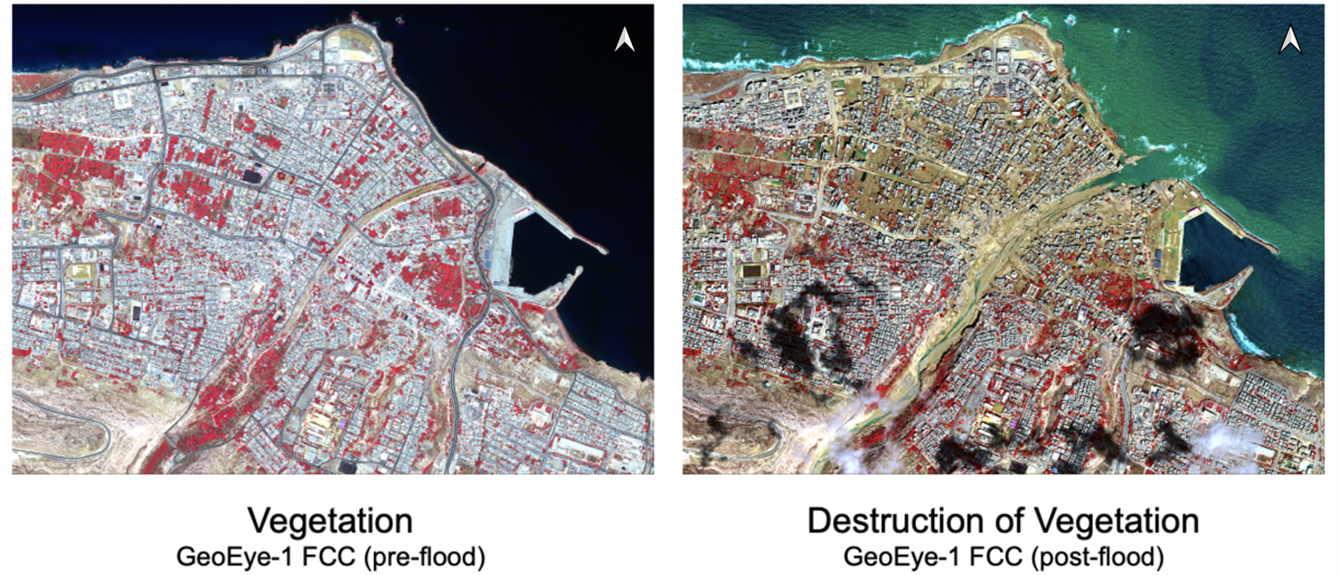 Vegetation
GeoEye-1 FCC (pre-flood)
Destruction of Vegetation
GeoEye-1 FCC (post-flood)